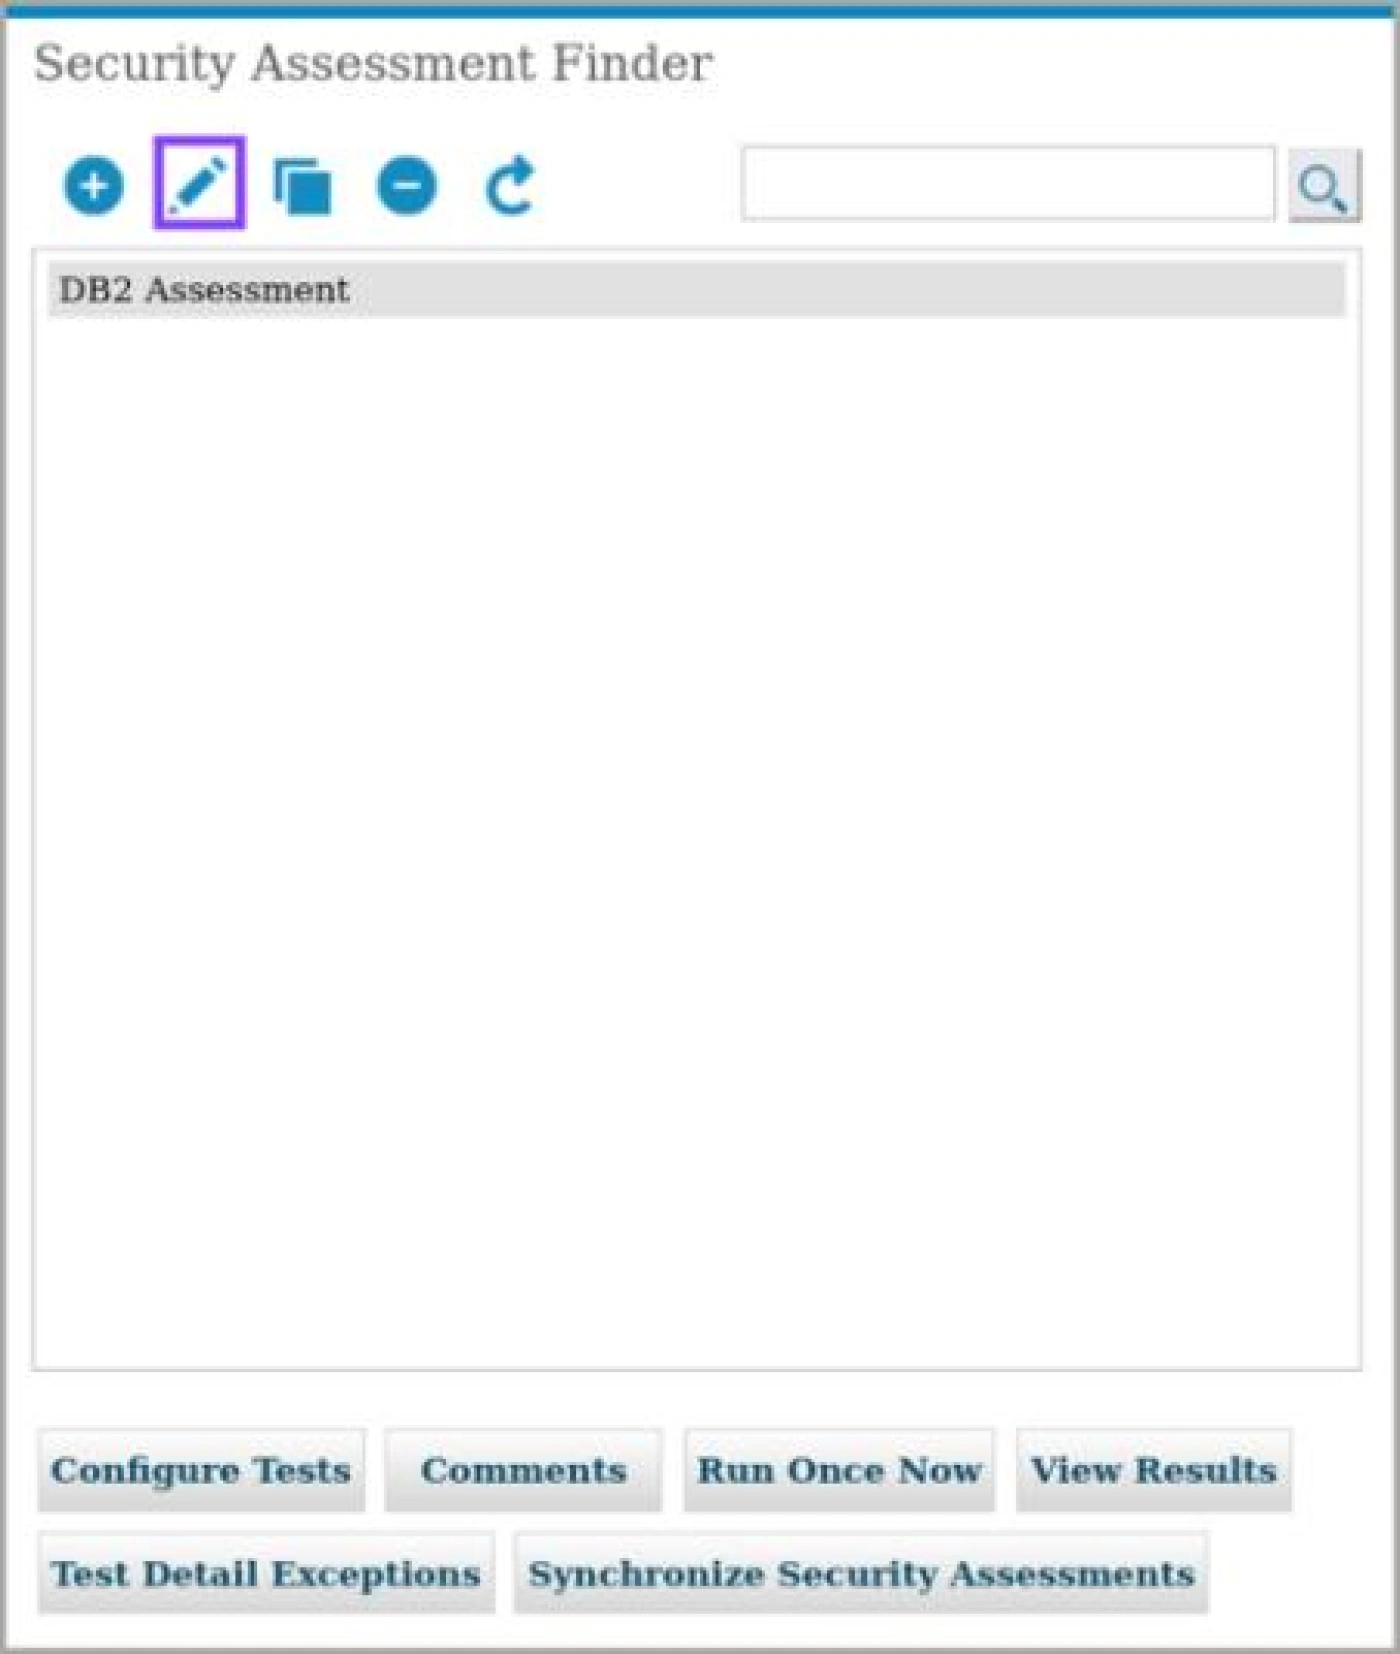 Security Assessment Finder
DB2 Assessment
Configure Tests Comments Run Once Now View Results
Test Detail Exceptions Synchronize Security Assessments